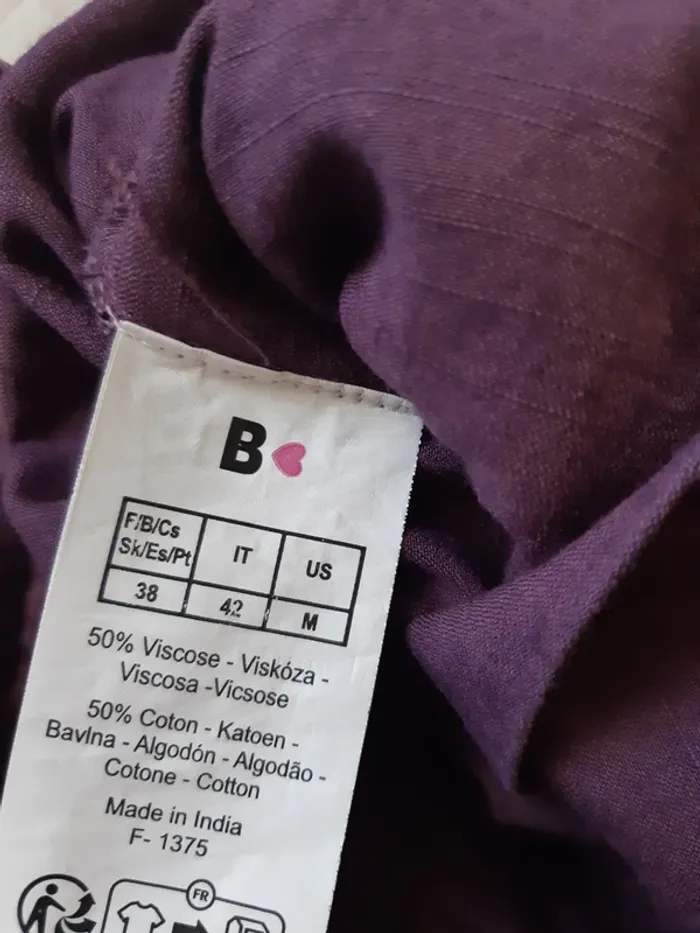 B
F/B/Cs
Sk/Es/Pt IT US
38 42 M
50% Viscose - Viskóza -
Viscosa -Vicsose
50% Coton - Katoen -
Bavlna - Algodón - Algodão -
Cotone - Cotton
Made in India
F- 1375
FR